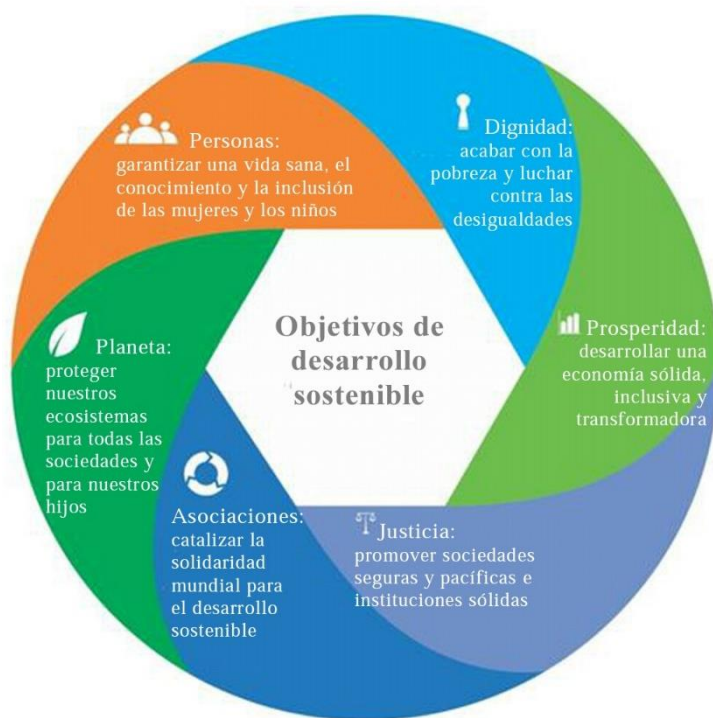 Personas:
garantizar una vida sana, el
conocimiento y la inclusión
de las mujeres y los niños
Dignidad:
acabar con la
pobreza y luchar
contra las
desigualdades
Prosperidad:
desarrollar una
economía sólida,
inclusiva y
transformadora
Justicia:
promover sociedades
seguras y pacíficas e
instituciones sólidas
Asociaciones:
catalizar la
solidaridad
mundial para
el desarrollo
sostenible
Planeta:
proteger
nuestros
ecosistemas
para todas las
sociedades y
para nuestros
hijos
Objetivos de
desarrollo
sostenible